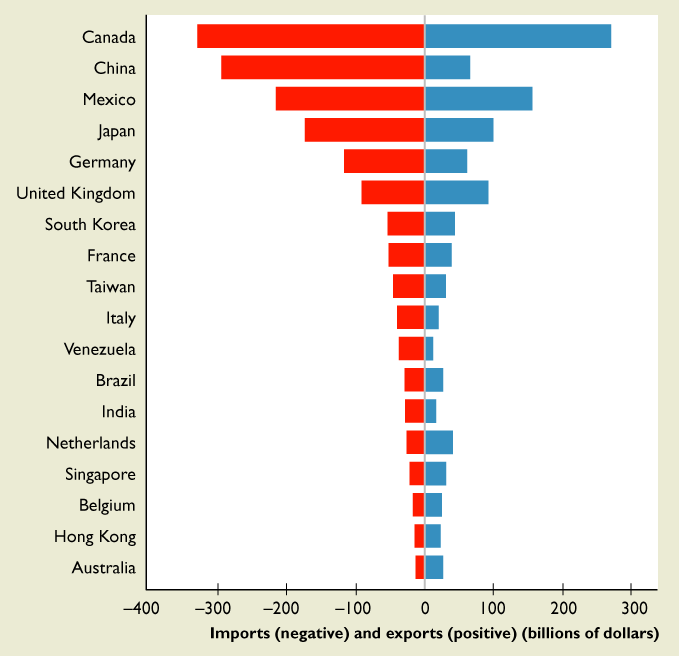 Canada
China
Mexico
Japan
Germany
United Kingdom
South Korea
France
Taiwan
Italy
Venezuela
Brazil
India
Netherlands
Singapore
Belgium
Hong Kong
Australia
–400 –300 –200 –100 0 100 200 300
Imports (negative) and exports (positive) (billions of dollars)